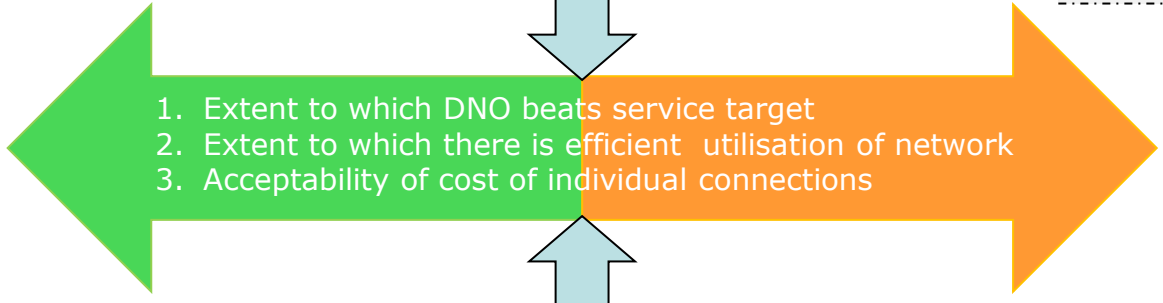 1. Extent to which DNO beats service target
2. Extent to which there is efficient  utilisation of network
3. Acceptability of cost of individual connections